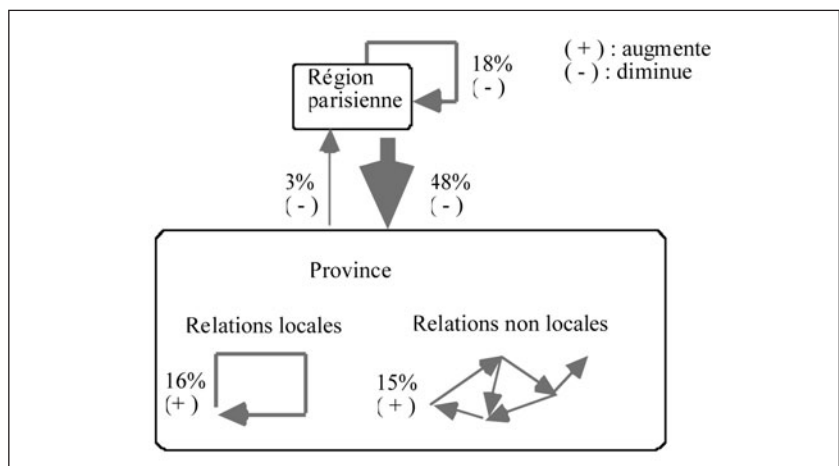 ( + ) : augmente
( - ) : diminue
18%
( - )
Région
parisienne
3%
( - )
48%
( - )
Province
Relations locales
Relations non locales
16%
(+)
15%
( + )